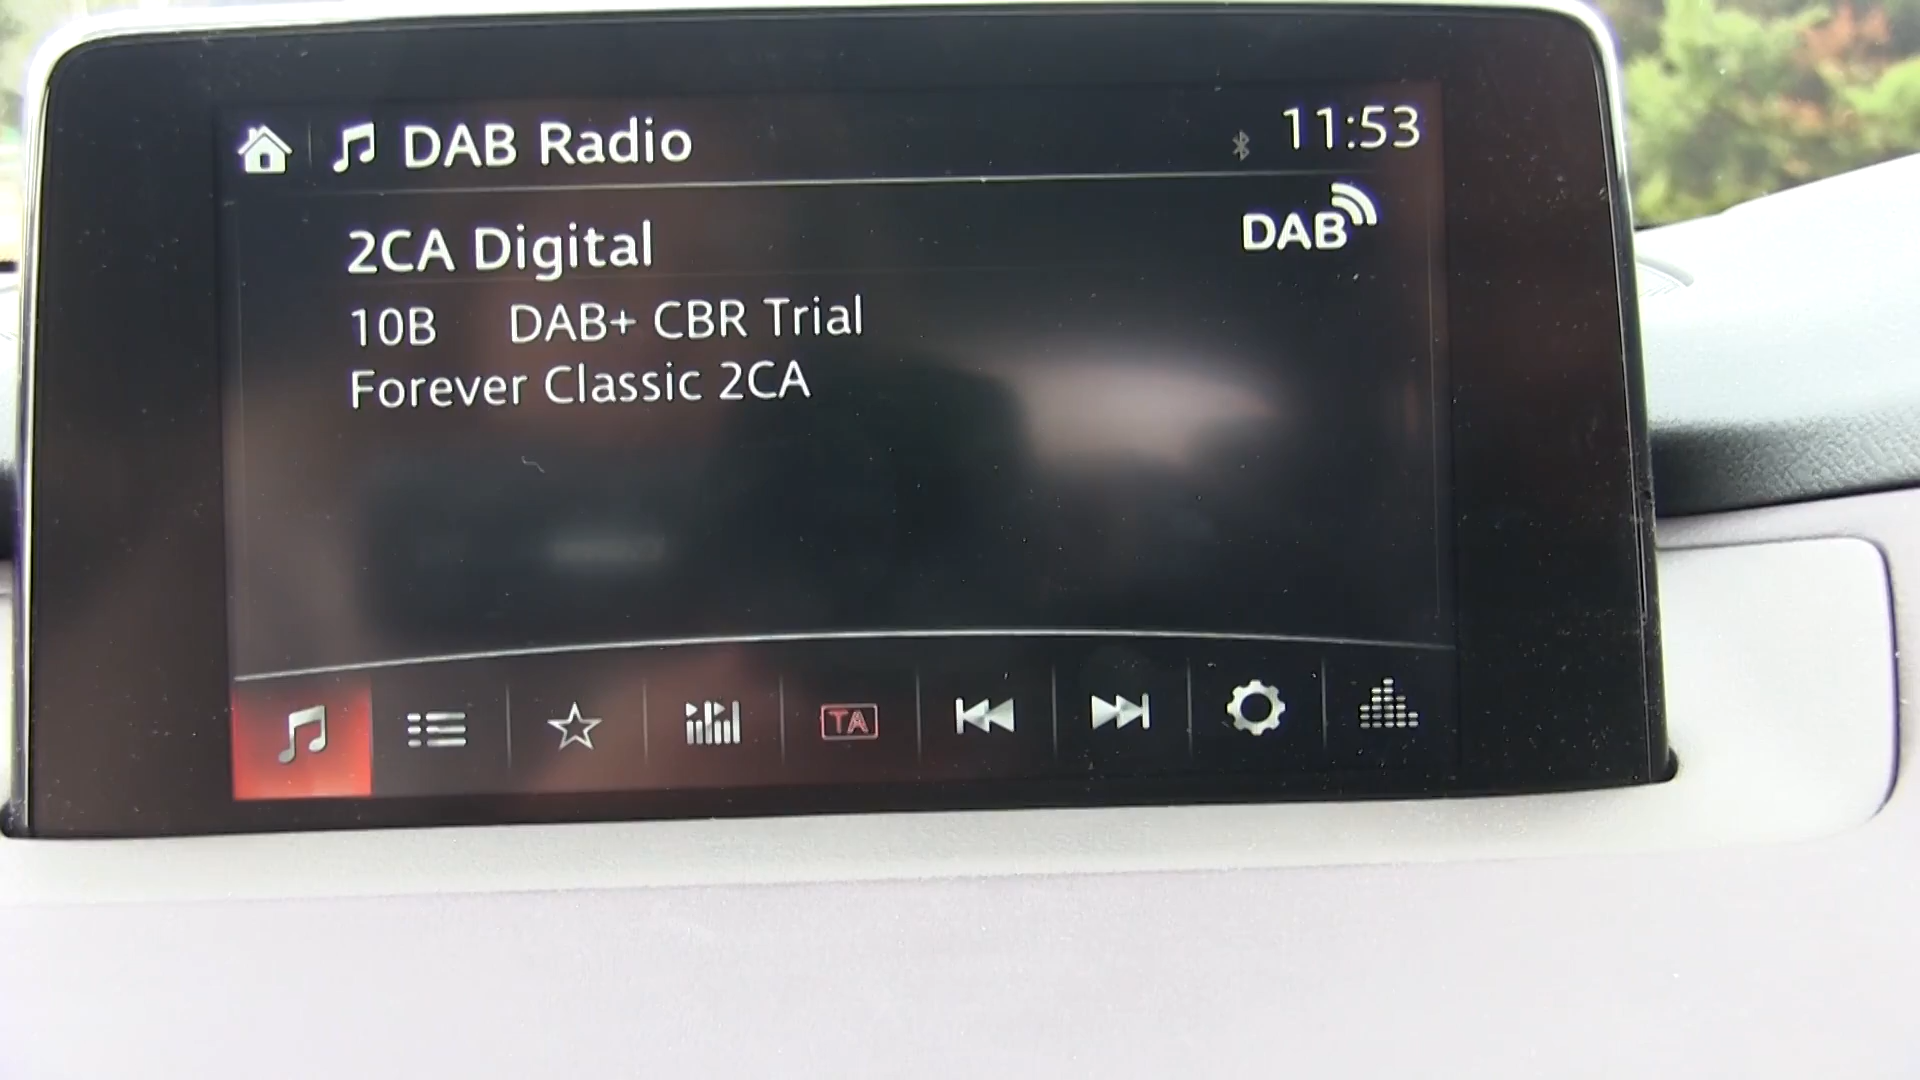 DAB Radio
11:53
2CA Digital
DAB
10B DAB+ CBR Trial
Forever Classic 2CA
TA